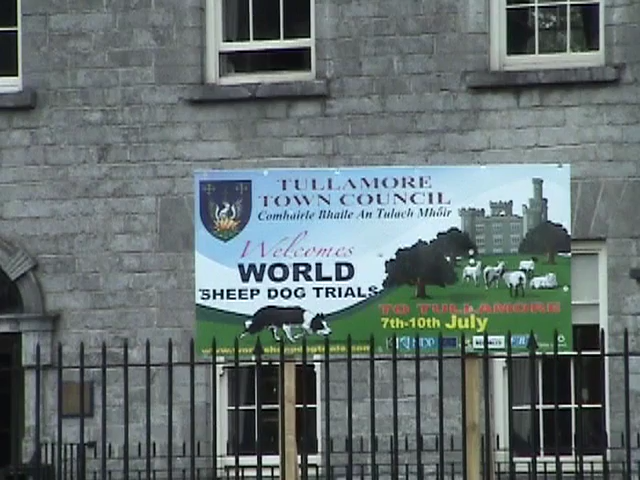 TULLAMORE
TOWN COUNCIL
Comhairle Bhaile An Tulach Mhóir
Welcomes
WORLD
SHEEP DOG TRIALS
TO TULLAMORE
7th-10th July